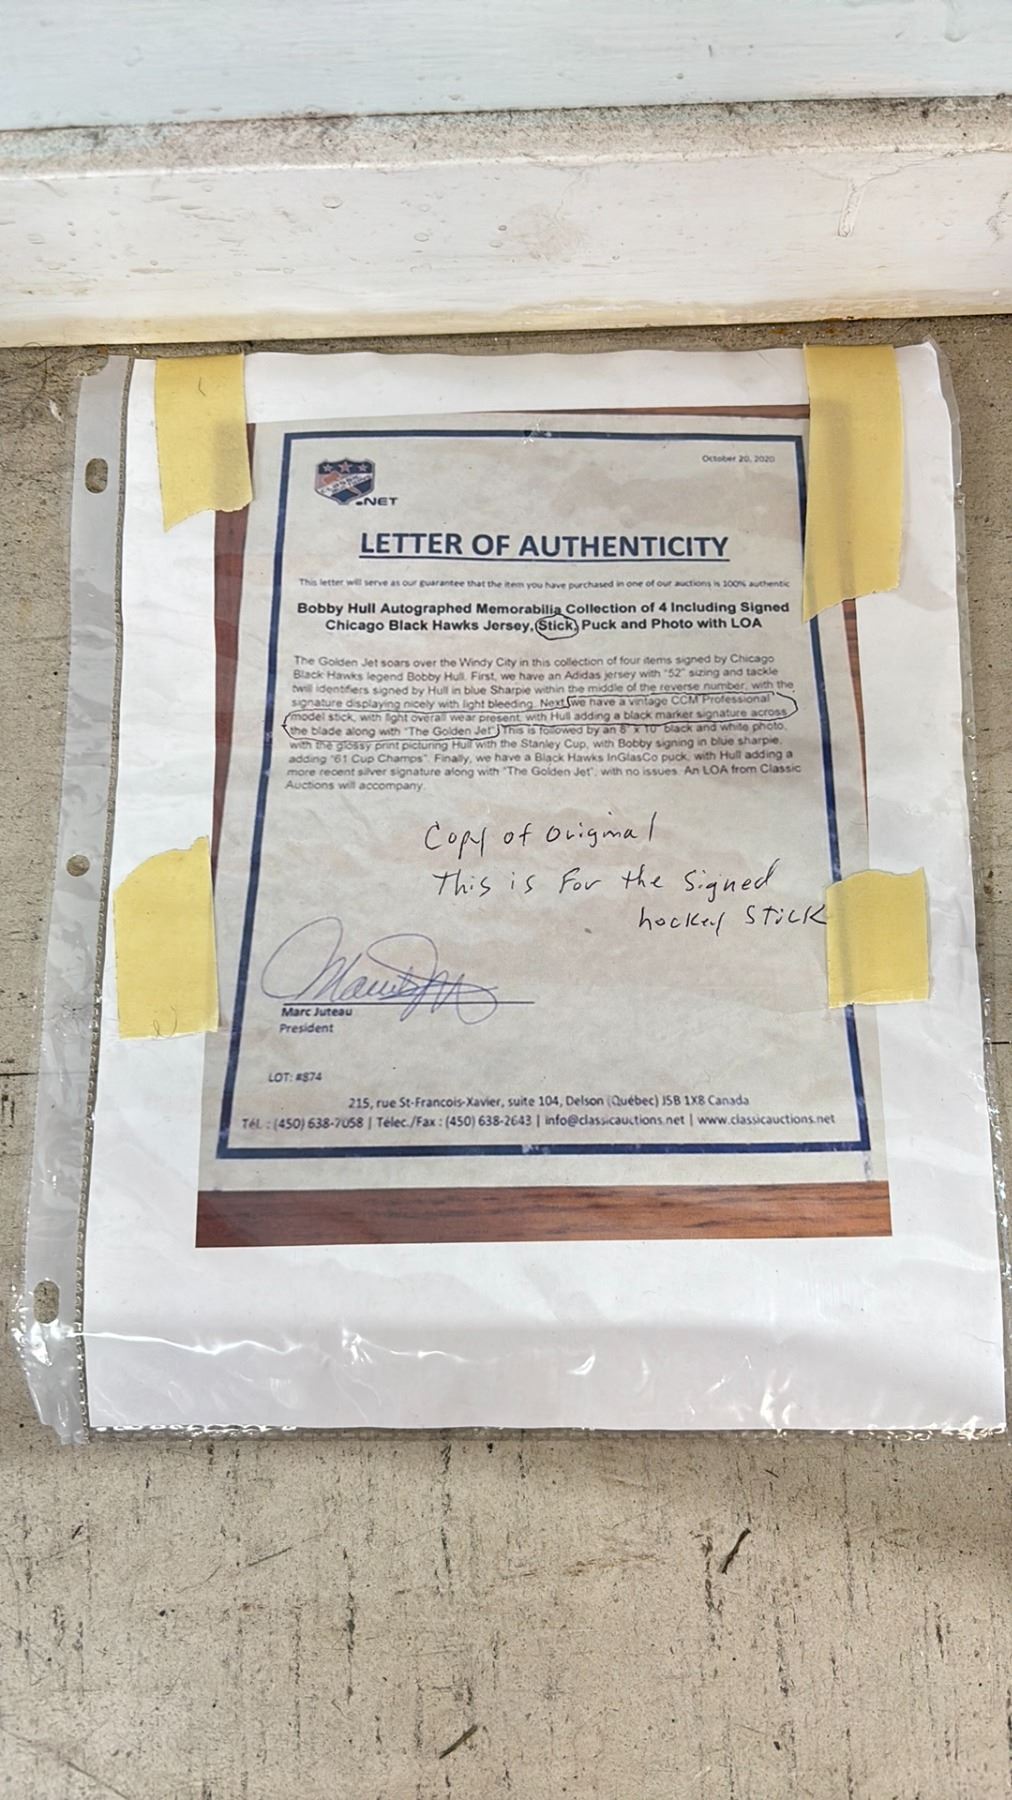 October 20, 2020
CLASSIC
.NET
LETTER OF AUTHENTICITY
This letter will serve as our guarantee that the item you have purchased in one of our auctions is 100% authentic
Bobby Hull Autographed Memorabilia Collection of 4 Including Signed
Chicago Black Hawks Jersey, Stick, Puck and Photo with LOA
The Golden Jet soars over the Windy City in this collection of four items signed by Chicago
Black Hawks legend Bobby Hull. First, we have an Adidas jersey with "52" sizing and tackle
twill identifiers signed by Hull in blue Sharpie within the middle of the reverse number, with the
signature displaying nicely with light bleeding. Next, we have a vintage CCM Professional
model stick, with light overall wear present, with Hull adding a black marker signature across
the blade along with "The Golden Jet". This is followed by an 8" x 10" black and white photo,
with the glossy print picturing Hull with the Stanley Cup, with Bobby signing in blue sharpie,
adding "61 Cup Champs". Finally, we have a Black Hawks InGlasCo puck, with Hull adding a
more recent silver signature along with "The Golden Jet", with no issues. An LOA from Classic
Auctions will accompany.
Copy of Original
This is For the Signed
hockey Stick
Marc Juteau
President
LOT: #874
215, rue St-Francois-Xavier, suite 104, Delson (Québec) J5B 1X8 Canada
Tél. : (450) 638-7058 | Télec./Fax : (450) 638-2643 | info@classicauctions.net | www.classicauctions.net